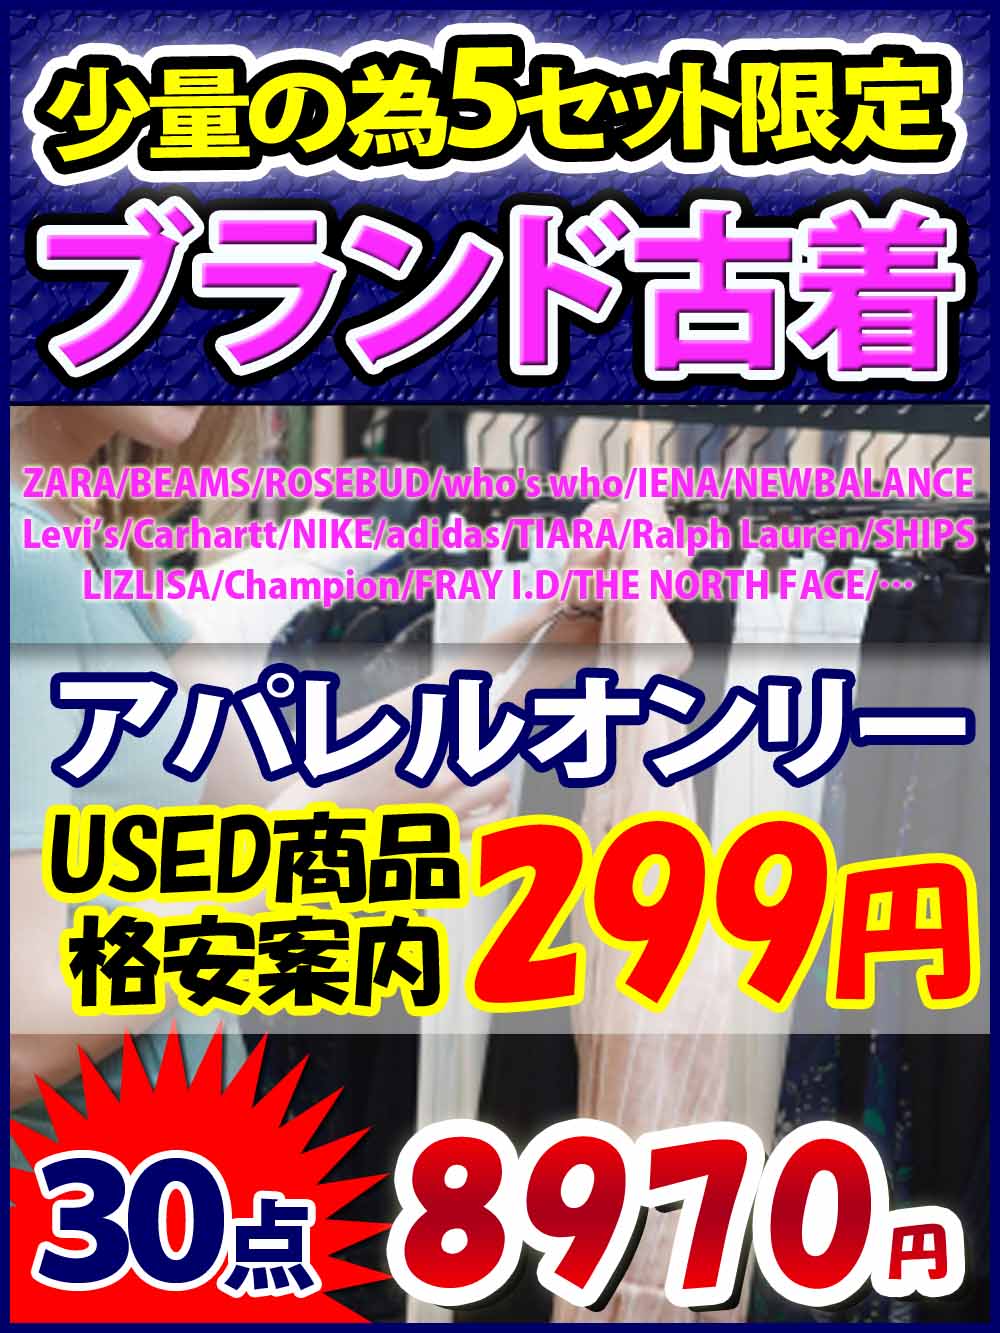 少量の為5セット限定
ブランド古着
ZARA/BEAMS/ROSEBUD/who's who/IENA/NEWBALANCE
Levi’s/Carhartt/NIKE/adidas/TIARA/Ralph Lauren/SHIPS
LIZLISA/Champion/FRAY I.D/THE NORTH FACE/…
アパレルオンリー
USED商品
格安案内
299円
30点
8970円